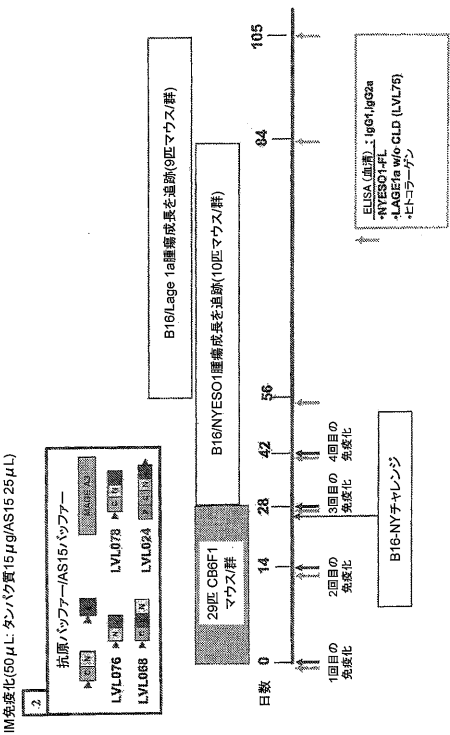 IM免疫化(50μL: タンパク質15μg/AS15 25μL)
.2
抗原バッファー/AS15バッファー
C N
N
MAGE A3
LVL076
N
LVL078
C N
LVL068
C N
LVL024
C N
B16/Lage 1a腫瘍成長を追跡(9匹マウス/群)
B16/NYESO1腫瘍成長を追跡(10匹マウス/群)
29匹 CB6F1
マウス/群
日数
0
14
28
42
56
84
105
1回目の
免疫化
2回目の
免疫化
3回目の
免疫化
4回目の
免疫化
B16-NYチャレンジ
ELISA (血清) : IgG1,IgG2a
•NYESO1-FL
•LAGE1a w/o CLD (LVL75)
•ヒトコラーゲン